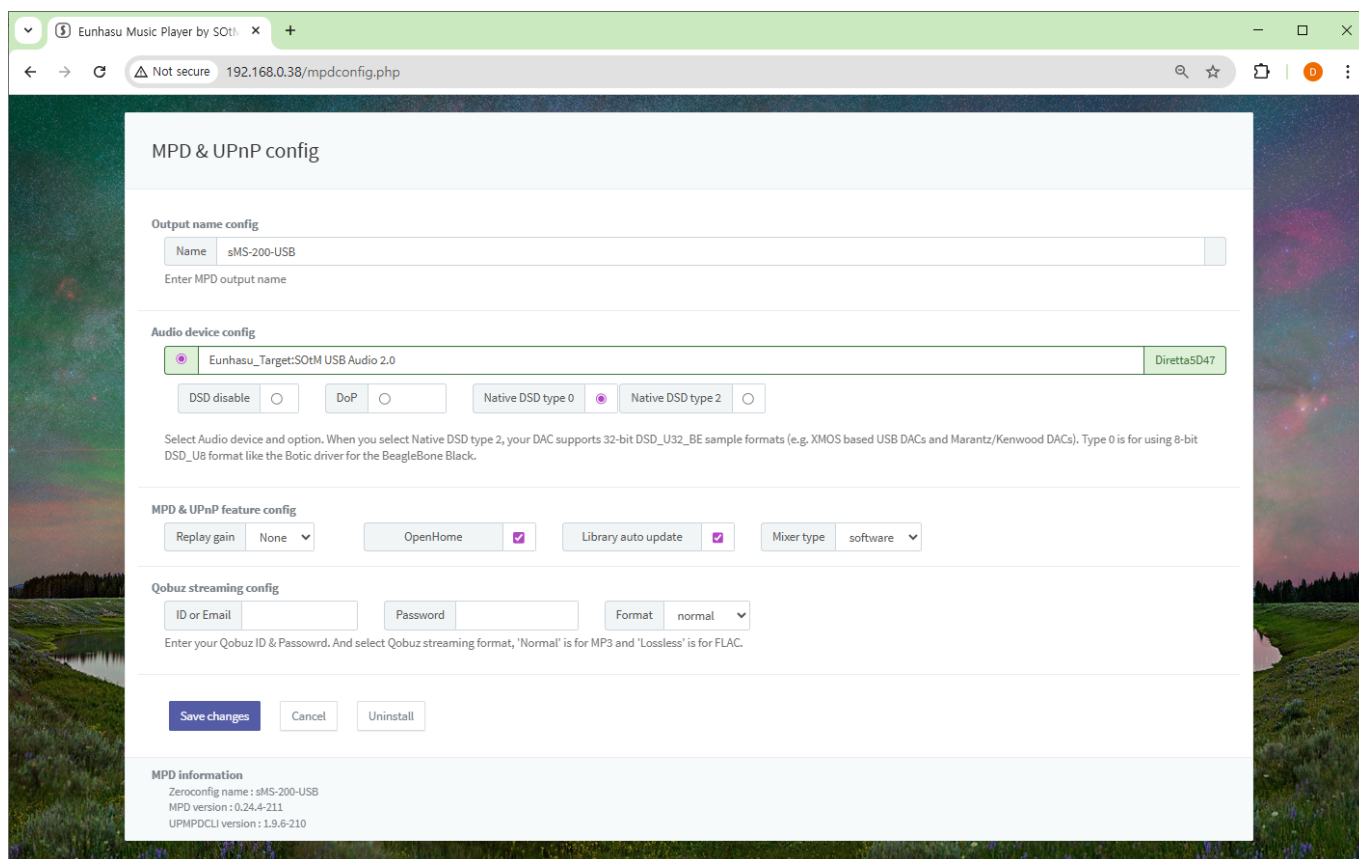 Eunhasu Music Player by SOtM
Not secure
192.168.0.38/mpdconfig.php
D
MPD & UPnP config
Output name config
Name
sMS-200-USB
Enter MPD output name
Audio device config
Eunhasu_Target:SOtM USB Audio 2.0
Diretta5D47
DSD disable
DoP
Native DSD type 0
Native DSD type 2
Select Audio device and option. When you select Native DSD type 2, your DAC supports 32-bit DSD_U32_BE sample formats (e.g. XMOS based USB DACs and Marantz/Kenwood DACs). Type 0 is for using 8-bit
DSD_U8 format like the Botic driver for the BeagleBone Black.
MPD & UPnP feature config
Replay gain
None
OpenHome
Library auto update
Mixer type
software
Qobuz streaming config
ID or Email
Password
Format
normal
Enter your Qobuz ID & Passowrd. And select Qobuz streaming format, 'Normal' is for MP3 and 'Lossless' is for FLAC.
Save changes
Cancel
Uninstall
MPD information
Zeroconfig name : sMS-200-USB
MPD version : 0.24.4-211
UPMPDCLI version : 1.9.6-210